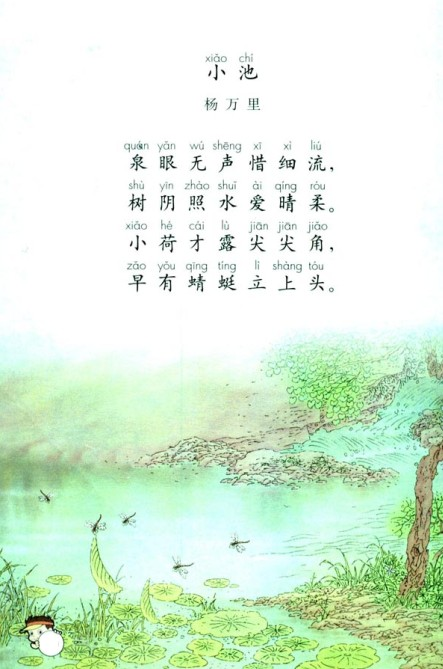 xiǎo chí
小池
杨万里
quán yǎn wú shēng xī xì liú
泉眼无声惜细流，
shù yīn zhào shuǐ ài qíng róu
树阴照水爱晴柔。
xiǎo hé cái lù jiān jiān jiǎo
小荷才露尖尖角，
zǎo yǒu qīng tíng lì shàng tóu
早有蜻蜓立上头。